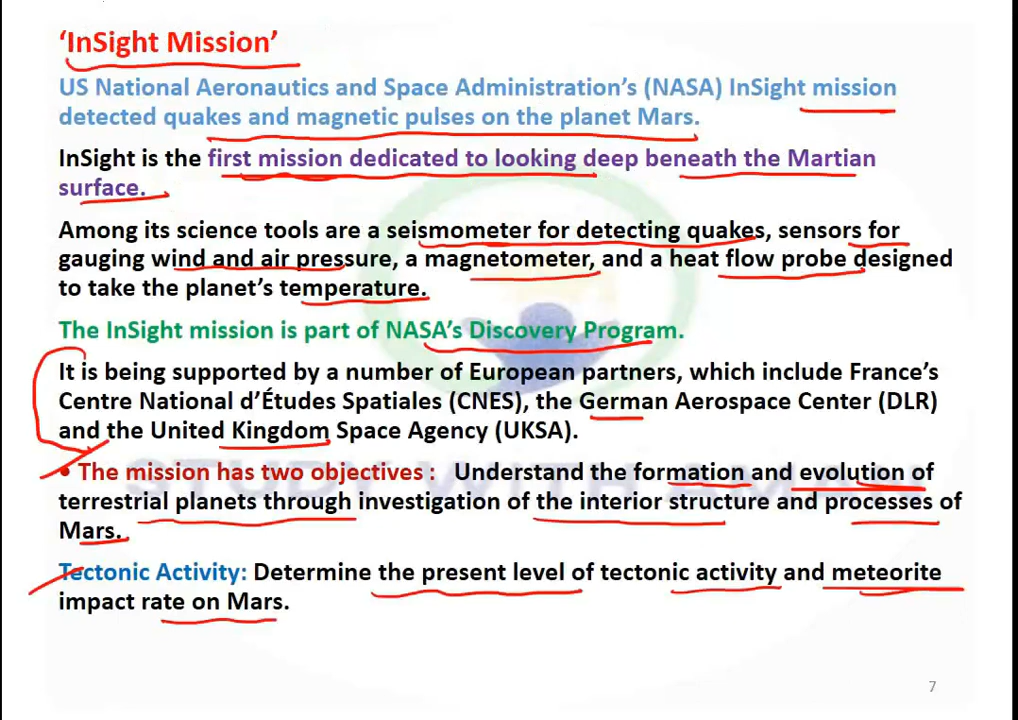 ‘InSight Mission’
US National Aeronautics and Space Administration’s (NASA) InSight mission
detected quakes and magnetic pulses on the planet Mars.
InSight is the first mission dedicated to looking deep beneath the Martian
surface.
Among its science tools are a seismometer for detecting quakes, sensors for
gauging wind and air pressure, a magnetometer, and a heat flow probe designed
to take the planet’s temperature.
The InSight mission is part of NASA’s Discovery Program.
It is being supported by a number of European partners, which include France’s
Centre National d’Études Spatiales (CNES), the German Aerospace Center (DLR)
and the United Kingdom Space Agency (UKSA).
• The mission has two objectives : Understand the formation and evolution of
STUDY WITH AMAN
terrestrial planets through investigation of the interior structure and processes of
Mars.
Tectonic Activity: Determine the present level of tectonic activity and meteorite
impact rate on Mars.
7